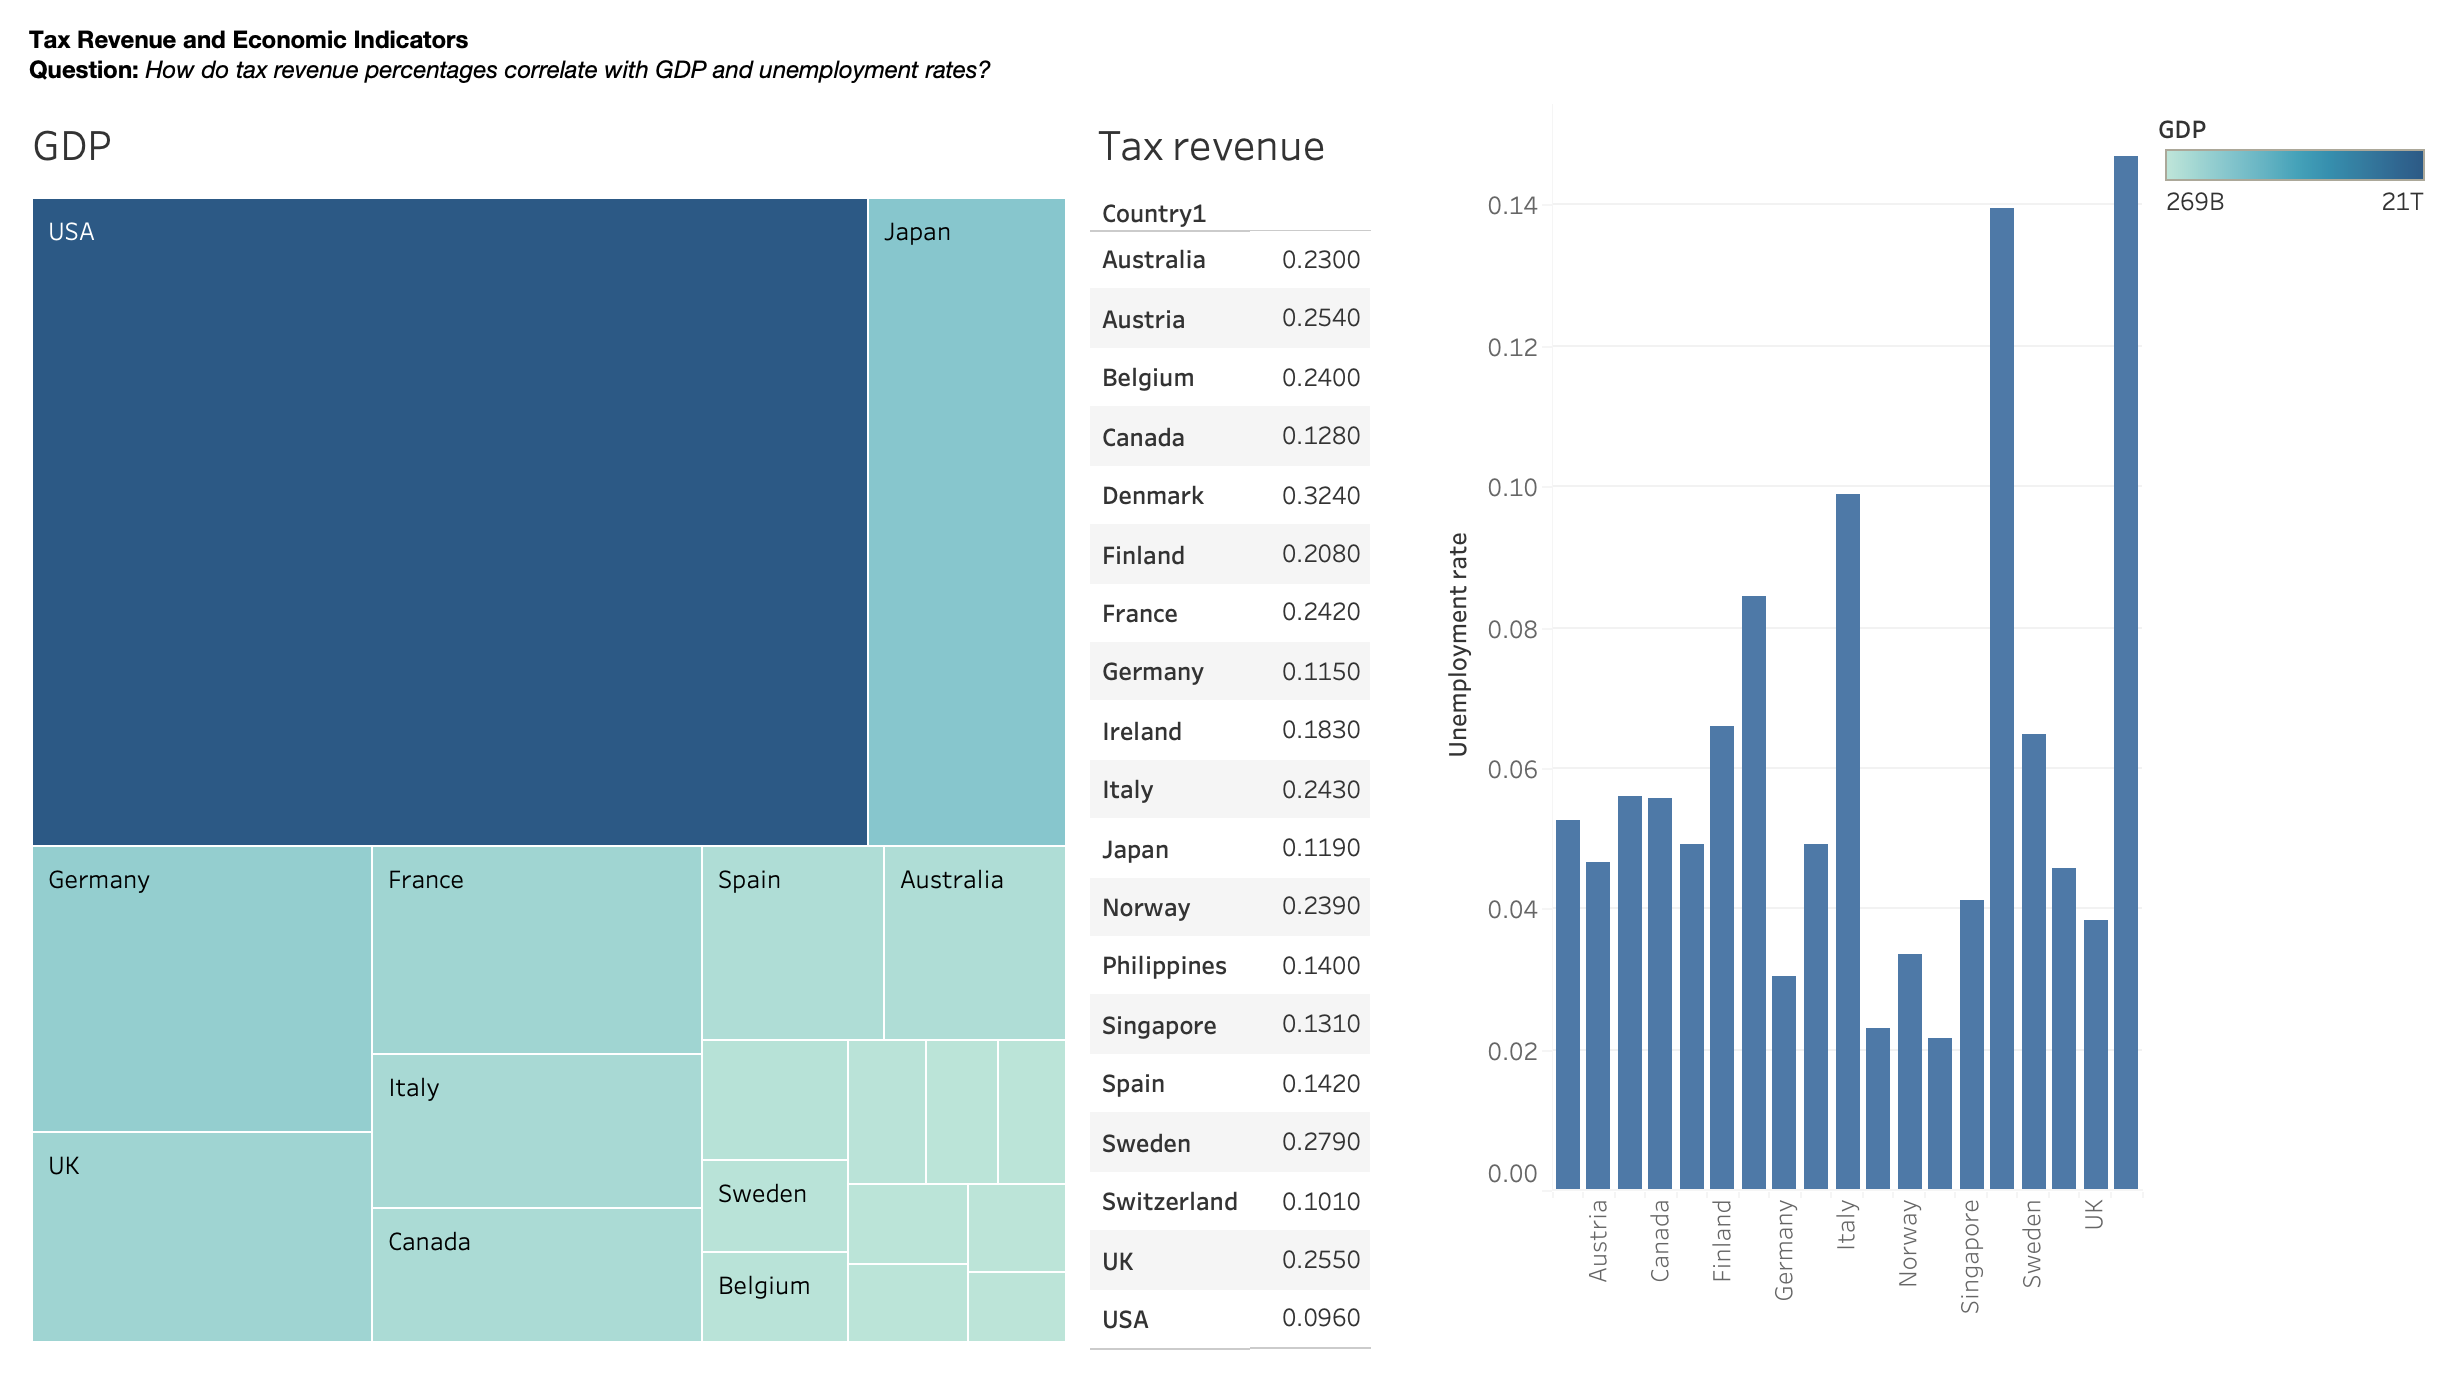 Tax Revenue and Economic Indicators
Question: How do tax revenue percentages correlate with GDP and unemployment rates?
GDP
USA
Japan
Germany
France
Spain
Australia
UK
Italy
Canada
Sweden
Belgium
Tax revenue
Country1
Australia 0.2300
Austria 0.2540
Belgium 0.2400
Canada 0.1280
Denmark 0.3240
Finland 0.2080
France 0.2420
Germany 0.1150
Ireland 0.1830
Italy 0.2430
Japan 0.1190
Norway 0.2390
Philippines 0.1400
Singapore 0.1310
Spain 0.1420
Sweden 0.2790
Switzerland 0.1010
UK 0.2550
USA 0.0960
Unemployment rate
0.14
0.12
0.10
0.08
0.06
0.04
0.02
0.00
Austria
Canada
Finland
Germany
Italy
Norway
Singapore
Sweden
UK
GDP
269B 21T